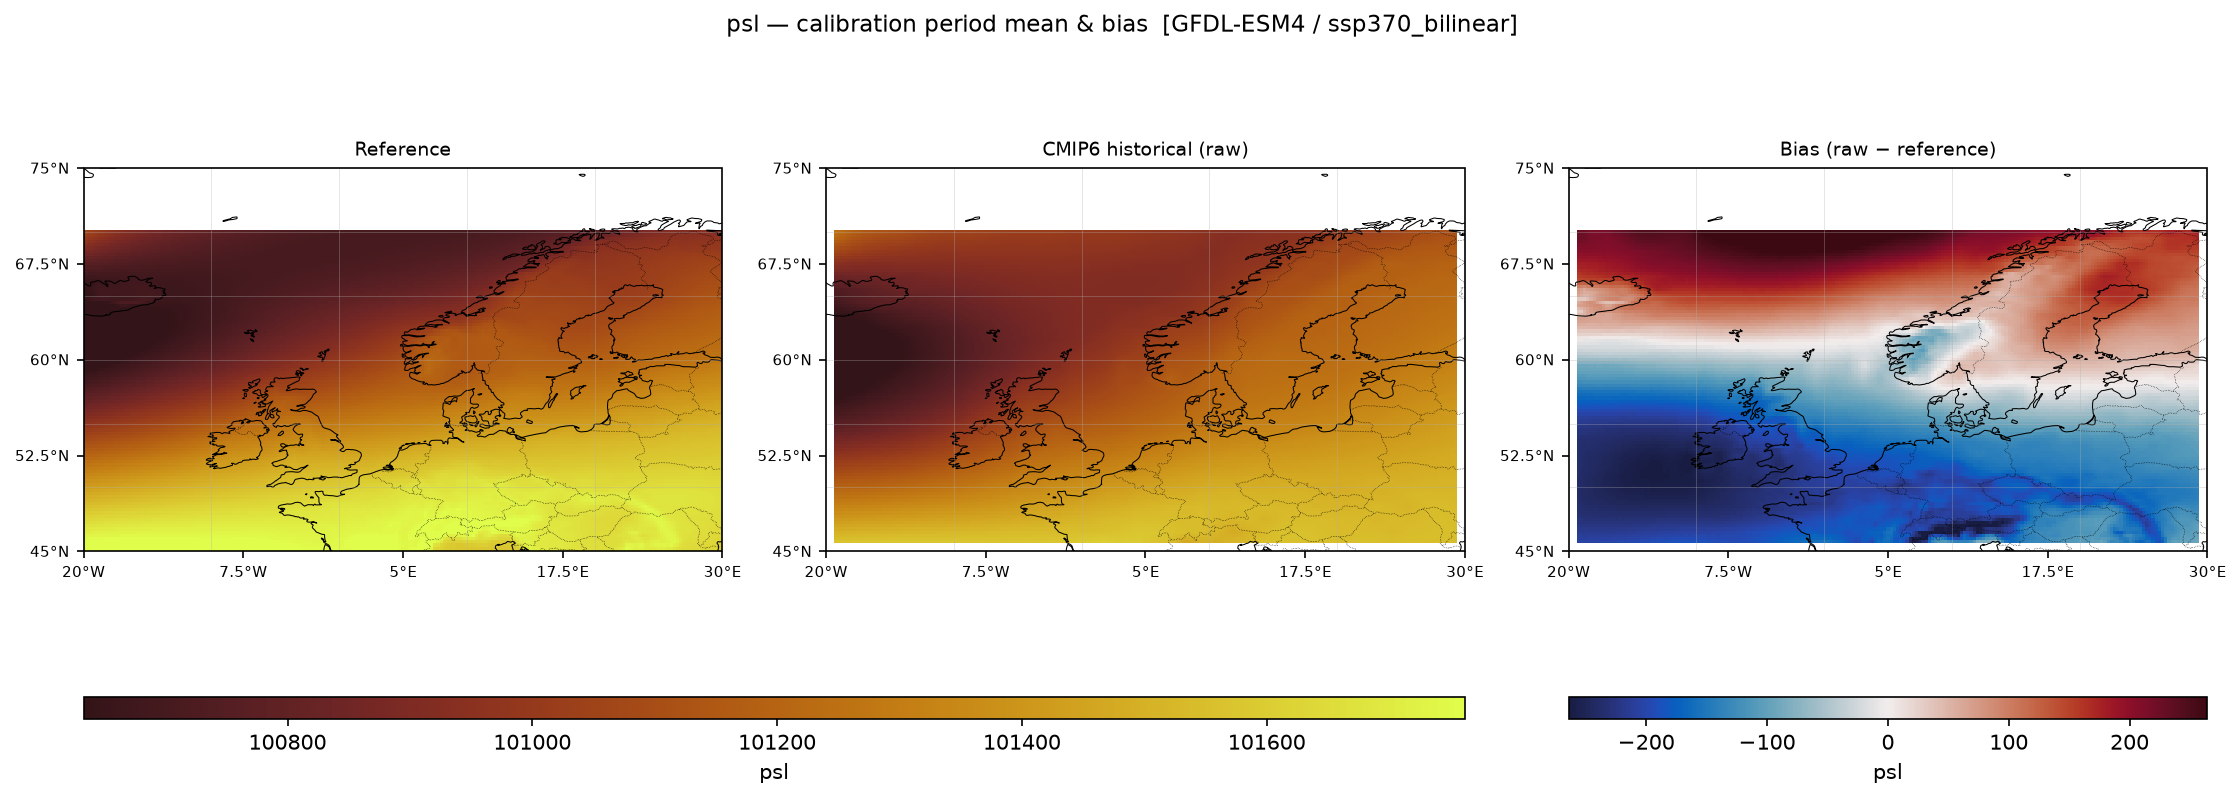 psl — calibration period mean & bias  [GFDL-ESM4 / ssp370_bilinear]
Reference
CMIP6 historical (raw)
Bias (raw − reference)
75°N
67.5°N
60°N
52.5°N
45°N
20°W
7.5°W
5°E
17.5°E
30°E
75°N
67.5°N
60°N
52.5°N
45°N
20°W
7.5°W
5°E
17.5°E
30°E
75°N
67.5°N
60°N
52.5°N
45°N
20°W
7.5°W
5°E
17.5°E
30°E
100800
101000
101200
101400
101600
psl
−200
−100
0
100
200
psl